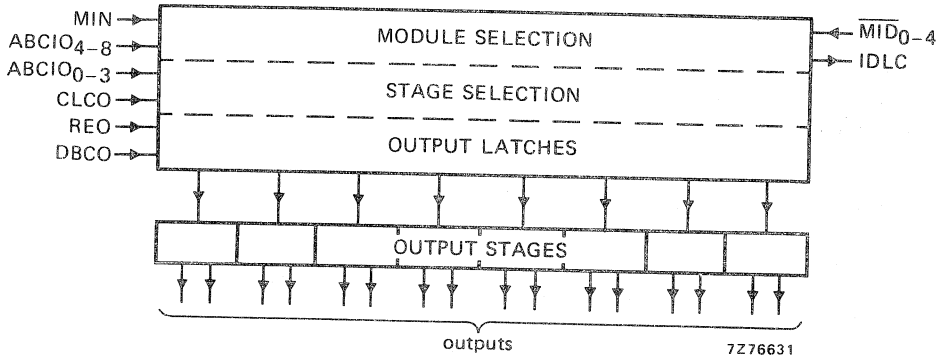 MIN
ABCIO4-8
ABCIO0-3
CLCO
REO
DBCO
MODULE SELECTION
STAGE SELECTION
OUTPUT LATCHES
MID0-4
IDLC
OUTPUT STAGES
outputs
7Z76631